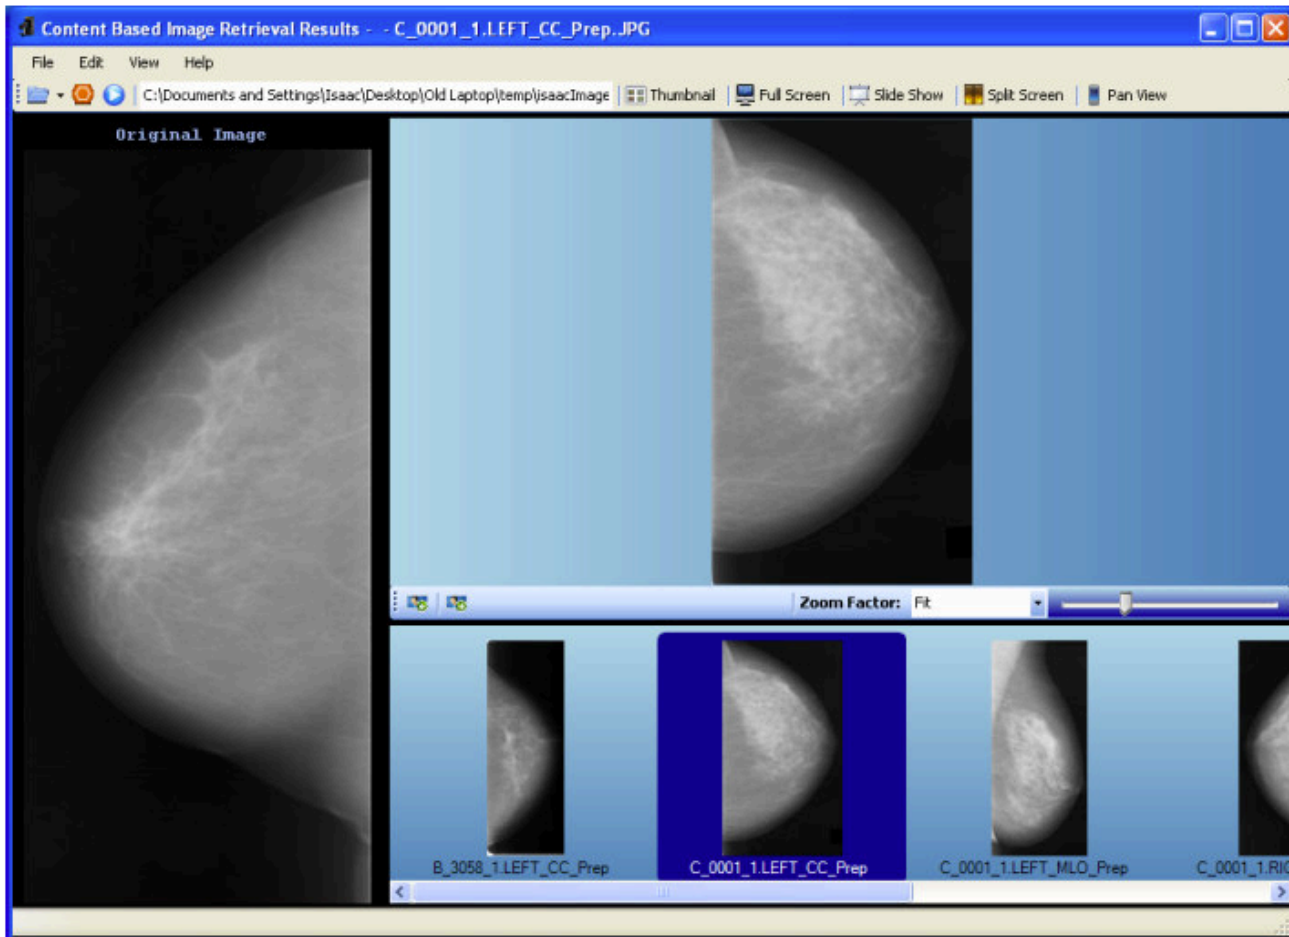 Content Based Image Retrieval Results - - C_0001_1.LEFT_CC_Prep.JPG
File Edit View Help
C:\Documents and Settings\Isaac\Desktop\Old Laptop\temp\isaacImage Thumbnail Full Screen Slide Show Split Screen Pan View
Original Image
Zoom Factor: Fit
B_3058_1.LEFT_CC_Prep C_0001_1.LEFT_CC_Prep C_0001_1.LEFT_MLO_Prep C_0001_1.RIG